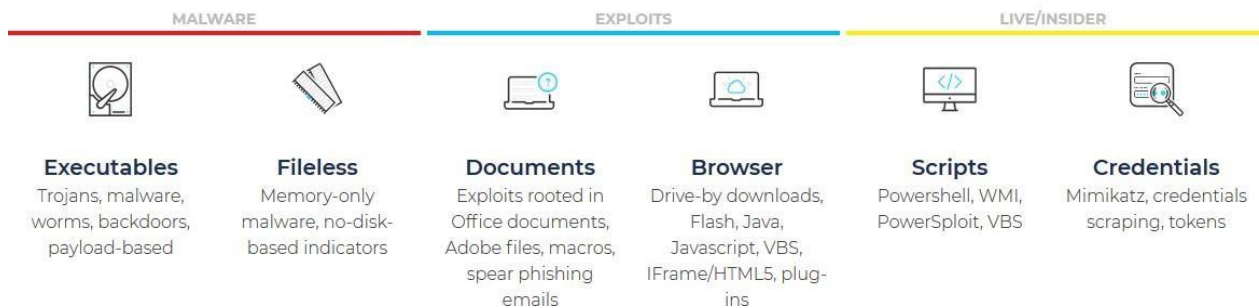 MALWARE
EXPLOITS
LIVE/INSIDER
Executables
Trojans, malware,
worms, backdoors,
payload-based
Fileless
Memory-only
malware, no-disk-
based indicators
Documents
Exploits rooted in
Office documents,
Adobe files, macros,
spear phishing
emails
Browser
Drive-by downloads,
Flash, Java,
Javascript, VBS,
IFrame/HTML5, plug-
ins
Scripts
Powershell, WMI,
PowerSploit, VBS
Credentials
Mimikatz, credentials
scraping, tokens